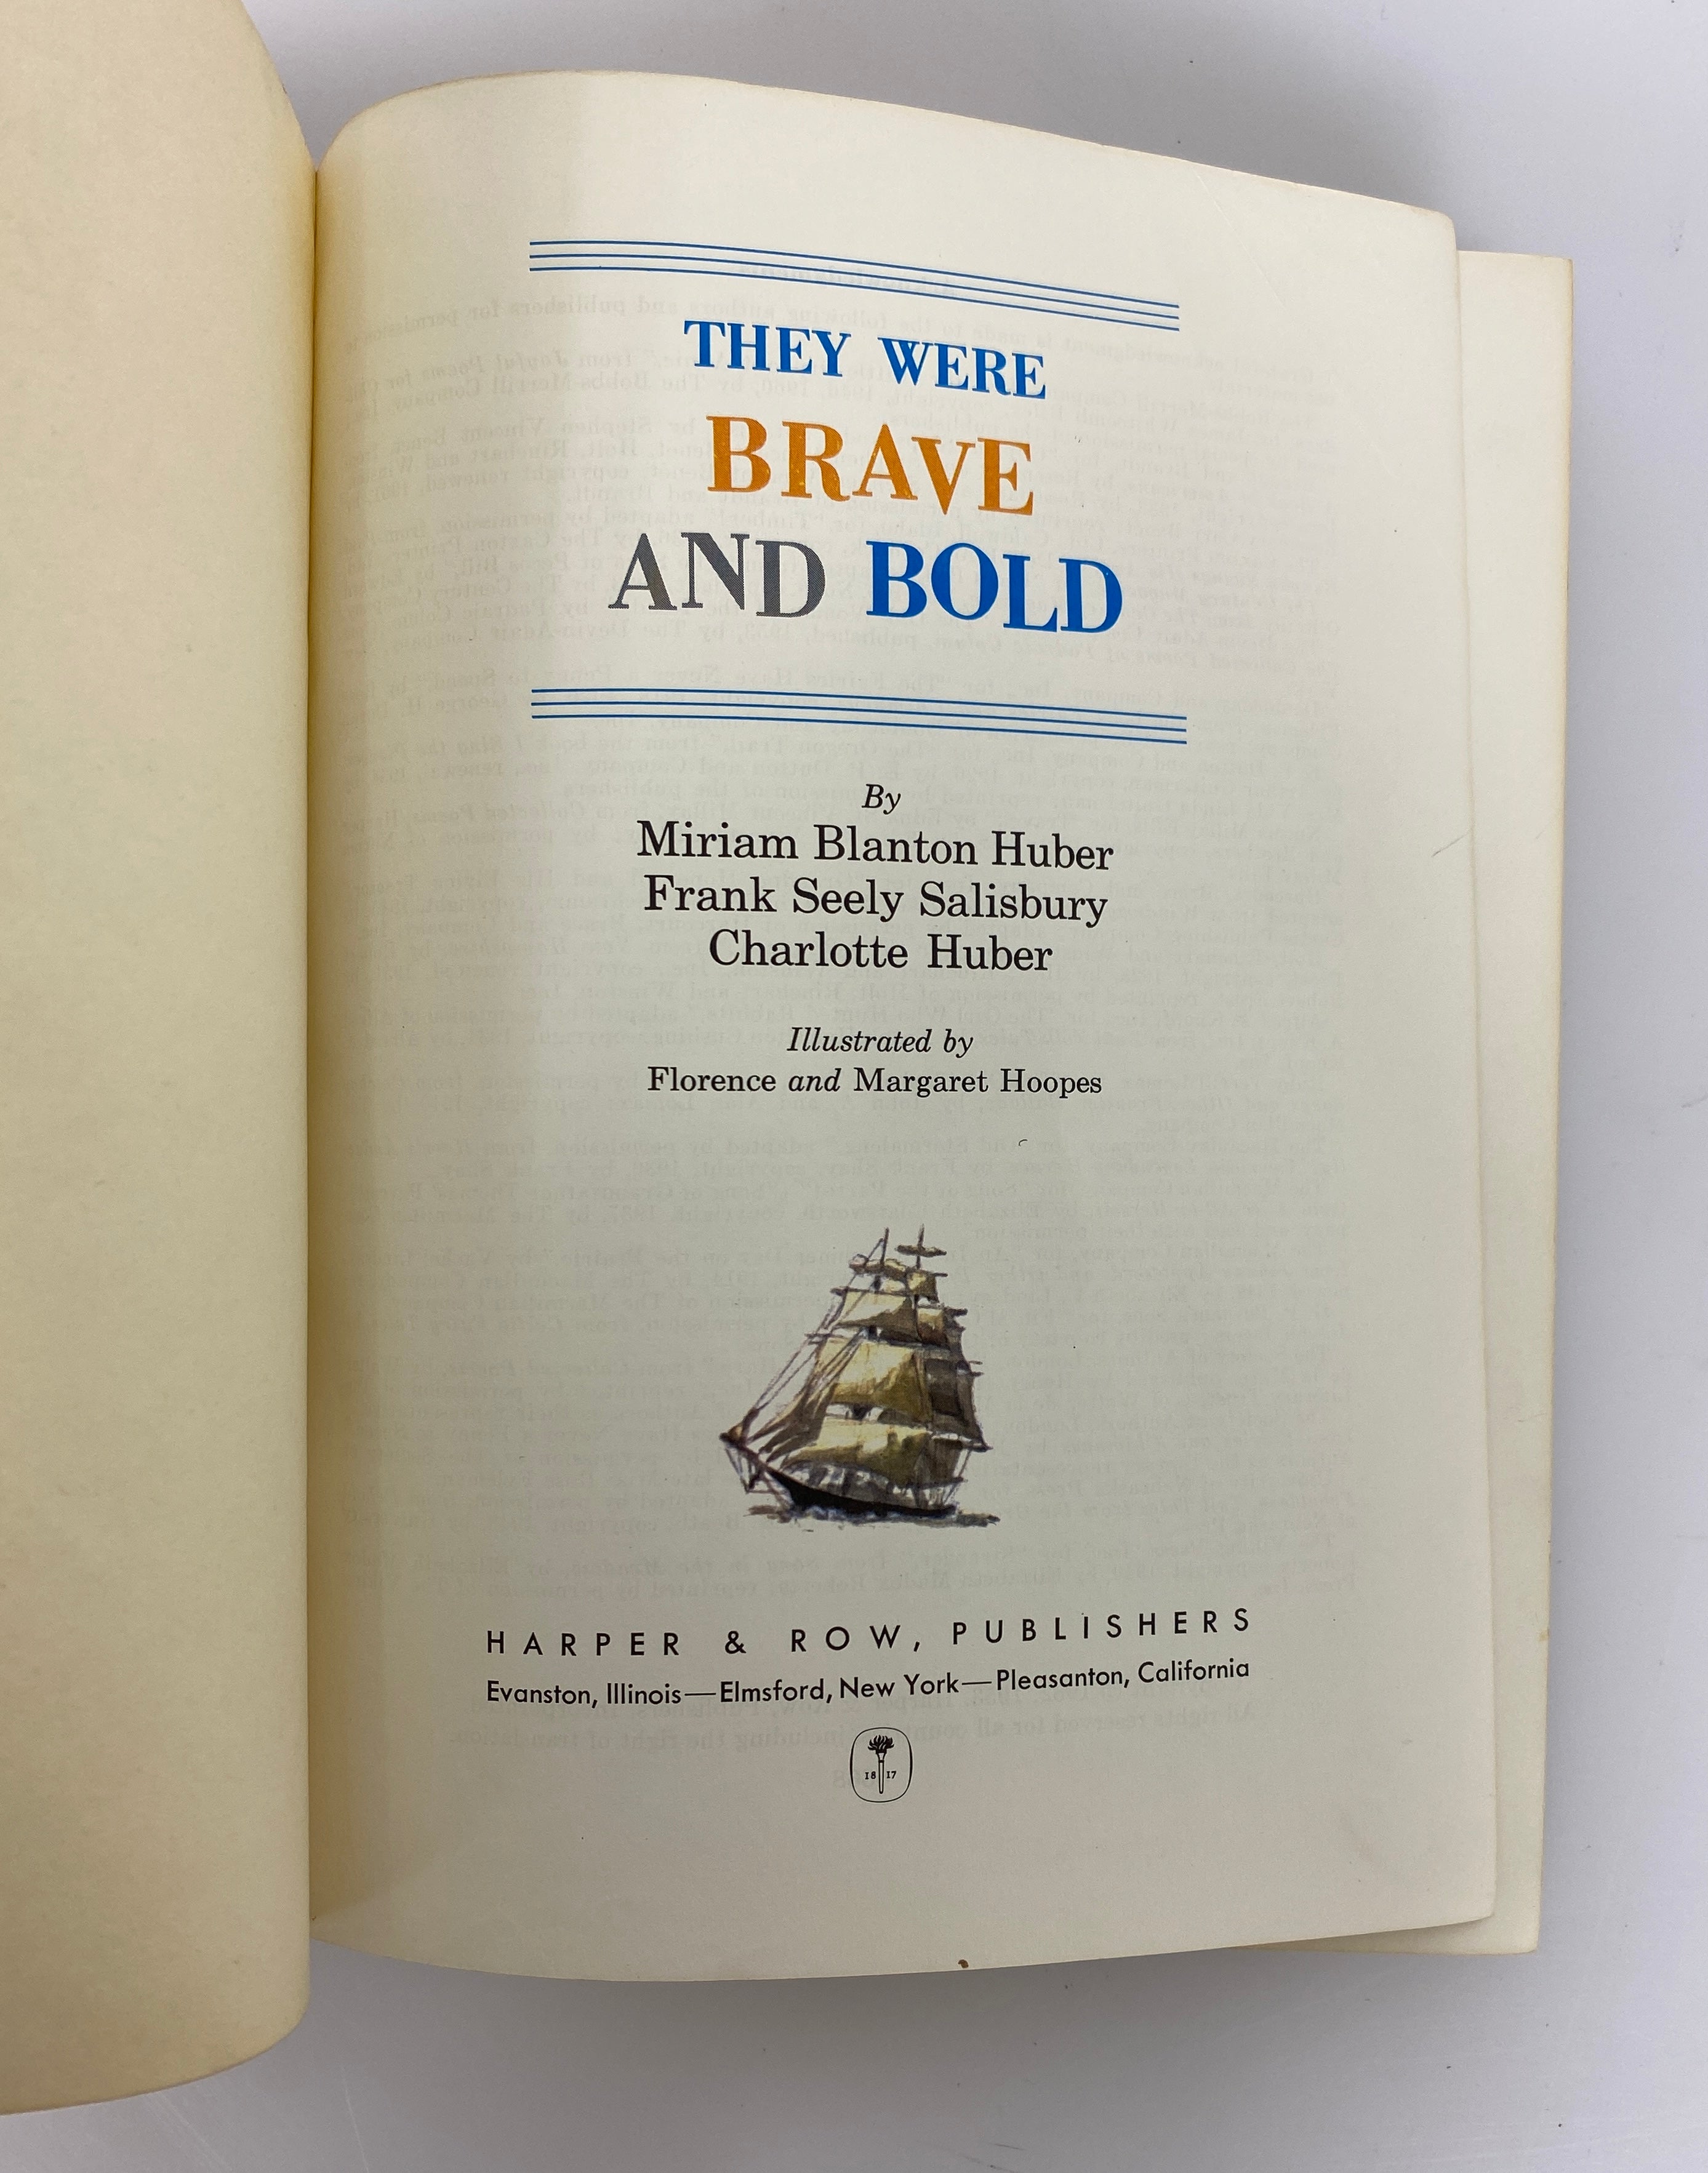 THEY WERE
BRAVE
AND BOLD
By
Miriam Blanton Huber
Frank Seely Salisbury
Charlotte Huber
Illustrated by
Florence and Margaret Hoopes
HARPER & ROW, PUBLISHERS
Evanston, Illinois—Elmsford, New York—Pleasanton, California
18 17